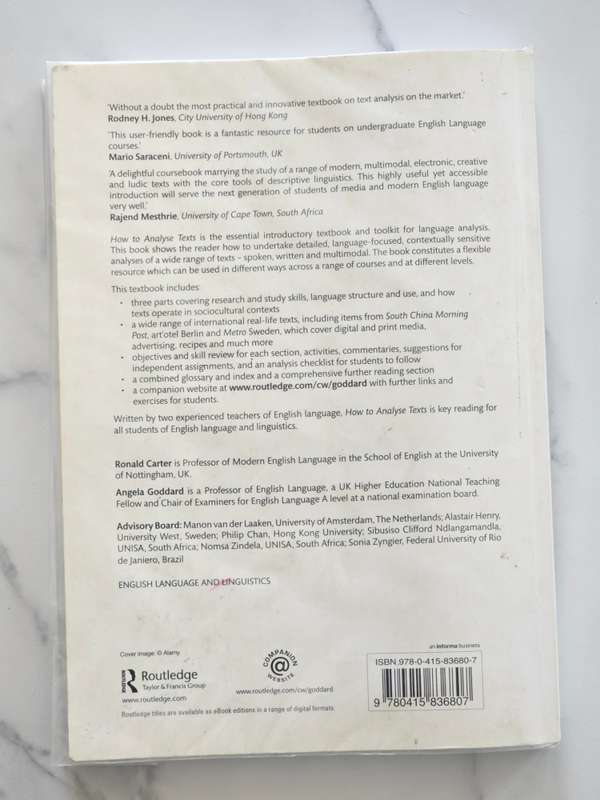 'Without a doubt the most practical and innovative textbook on text analysis on the market.'
Rodney H. Jones, City University of Hong Kong
'This user-friendly book is a fantastic resource for students on undergraduate English Language
courses.'
Mario Saraceni, University of Portsmouth, UK
'A delightful coursebook marrying the study of a range of modern, multimodal, electronic, creative
and ludic texts with the core tools of descriptive linguistics. This highly useful yet accessible
introduction will serve the next generation of students of media and modern English language
very well.'
Rajend Mesthrie, University of Cape Town, South Africa
How to Analyse Texts is the essential introductory textbook and toolkit for language analysis.
This book shows the reader how to undertake detailed, language-focused, contextually sensitive
analyses of a wide range of texts – spoken, written and multimodal. The book constitutes a flexible
resource which can be used in different ways across a range of courses and at different levels.
This textbook includes:
• three parts covering research and study skills, language structure and use, and how
texts operate in sociocultural contexts
• a wide range of international real-life texts, including items from South China Morning
Post, art'otel Berlin and Metro Sweden, which cover digital and print media,
advertising, recipes and much more
• objectives and skill review for each section, activities, commentaries, suggestions for
independent assignments, and an analysis checklist for students to follow
• a combined glossary and index and a comprehensive further reading section
• a companion website at www.routledge.com/cw/goddard with further links and
exercises for students.
Written by two experienced teachers of English language, How to Analyse Texts is key reading for
all students of English language and linguistics.
Ronald Carter is Professor of Modern English Language in the School of English at the University
of Nottingham, UK.
Angela Goddard is a Professor of English Language, a UK Higher Education National Teaching
Fellow and Chair of Examiners for English Language A level at a national examination board.
Advisory Board: Manon van der Laaken, University of Amsterdam, The Netherlands; Alastair Henry,
University West, Sweden; Philip Chan, Hong Kong University; Sibusiso Clifford Ndlangamandla,
UNISA, South Africa; Nomsa Zindela, UNISA, South Africa; Sonia Zyngier, Federal University of Rio
de Janiero, Brazil
ENGLISH LANGUAGE AND LINGUISTICS
Cover image: © Alamy
ROUTLEDGE
Routledge
Taylor & Francis Group
www.routledge.com
COMPANION
@
WEBSITE
www.routledge.com/cw/goddard
an informa business
ISBN 978-0-415-83680-7
9 780415 836807
Routledge titles are available as eBook editions in a range of digital formats